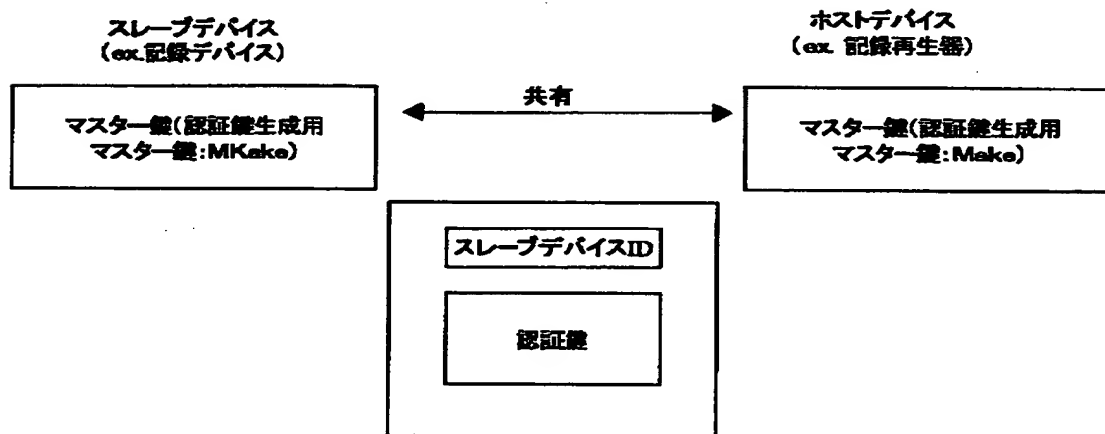 スレーブデバイス
(ex.記録デバイス)
ホストデバイス
(ex. 記録再生器)
共有
マスター鍵(認証鍵生成用
マスター鍵:MKake)
マスター鍵(認証鍵生成用
マスター鍵:Make)
スレーブデバイスID
認証鍵